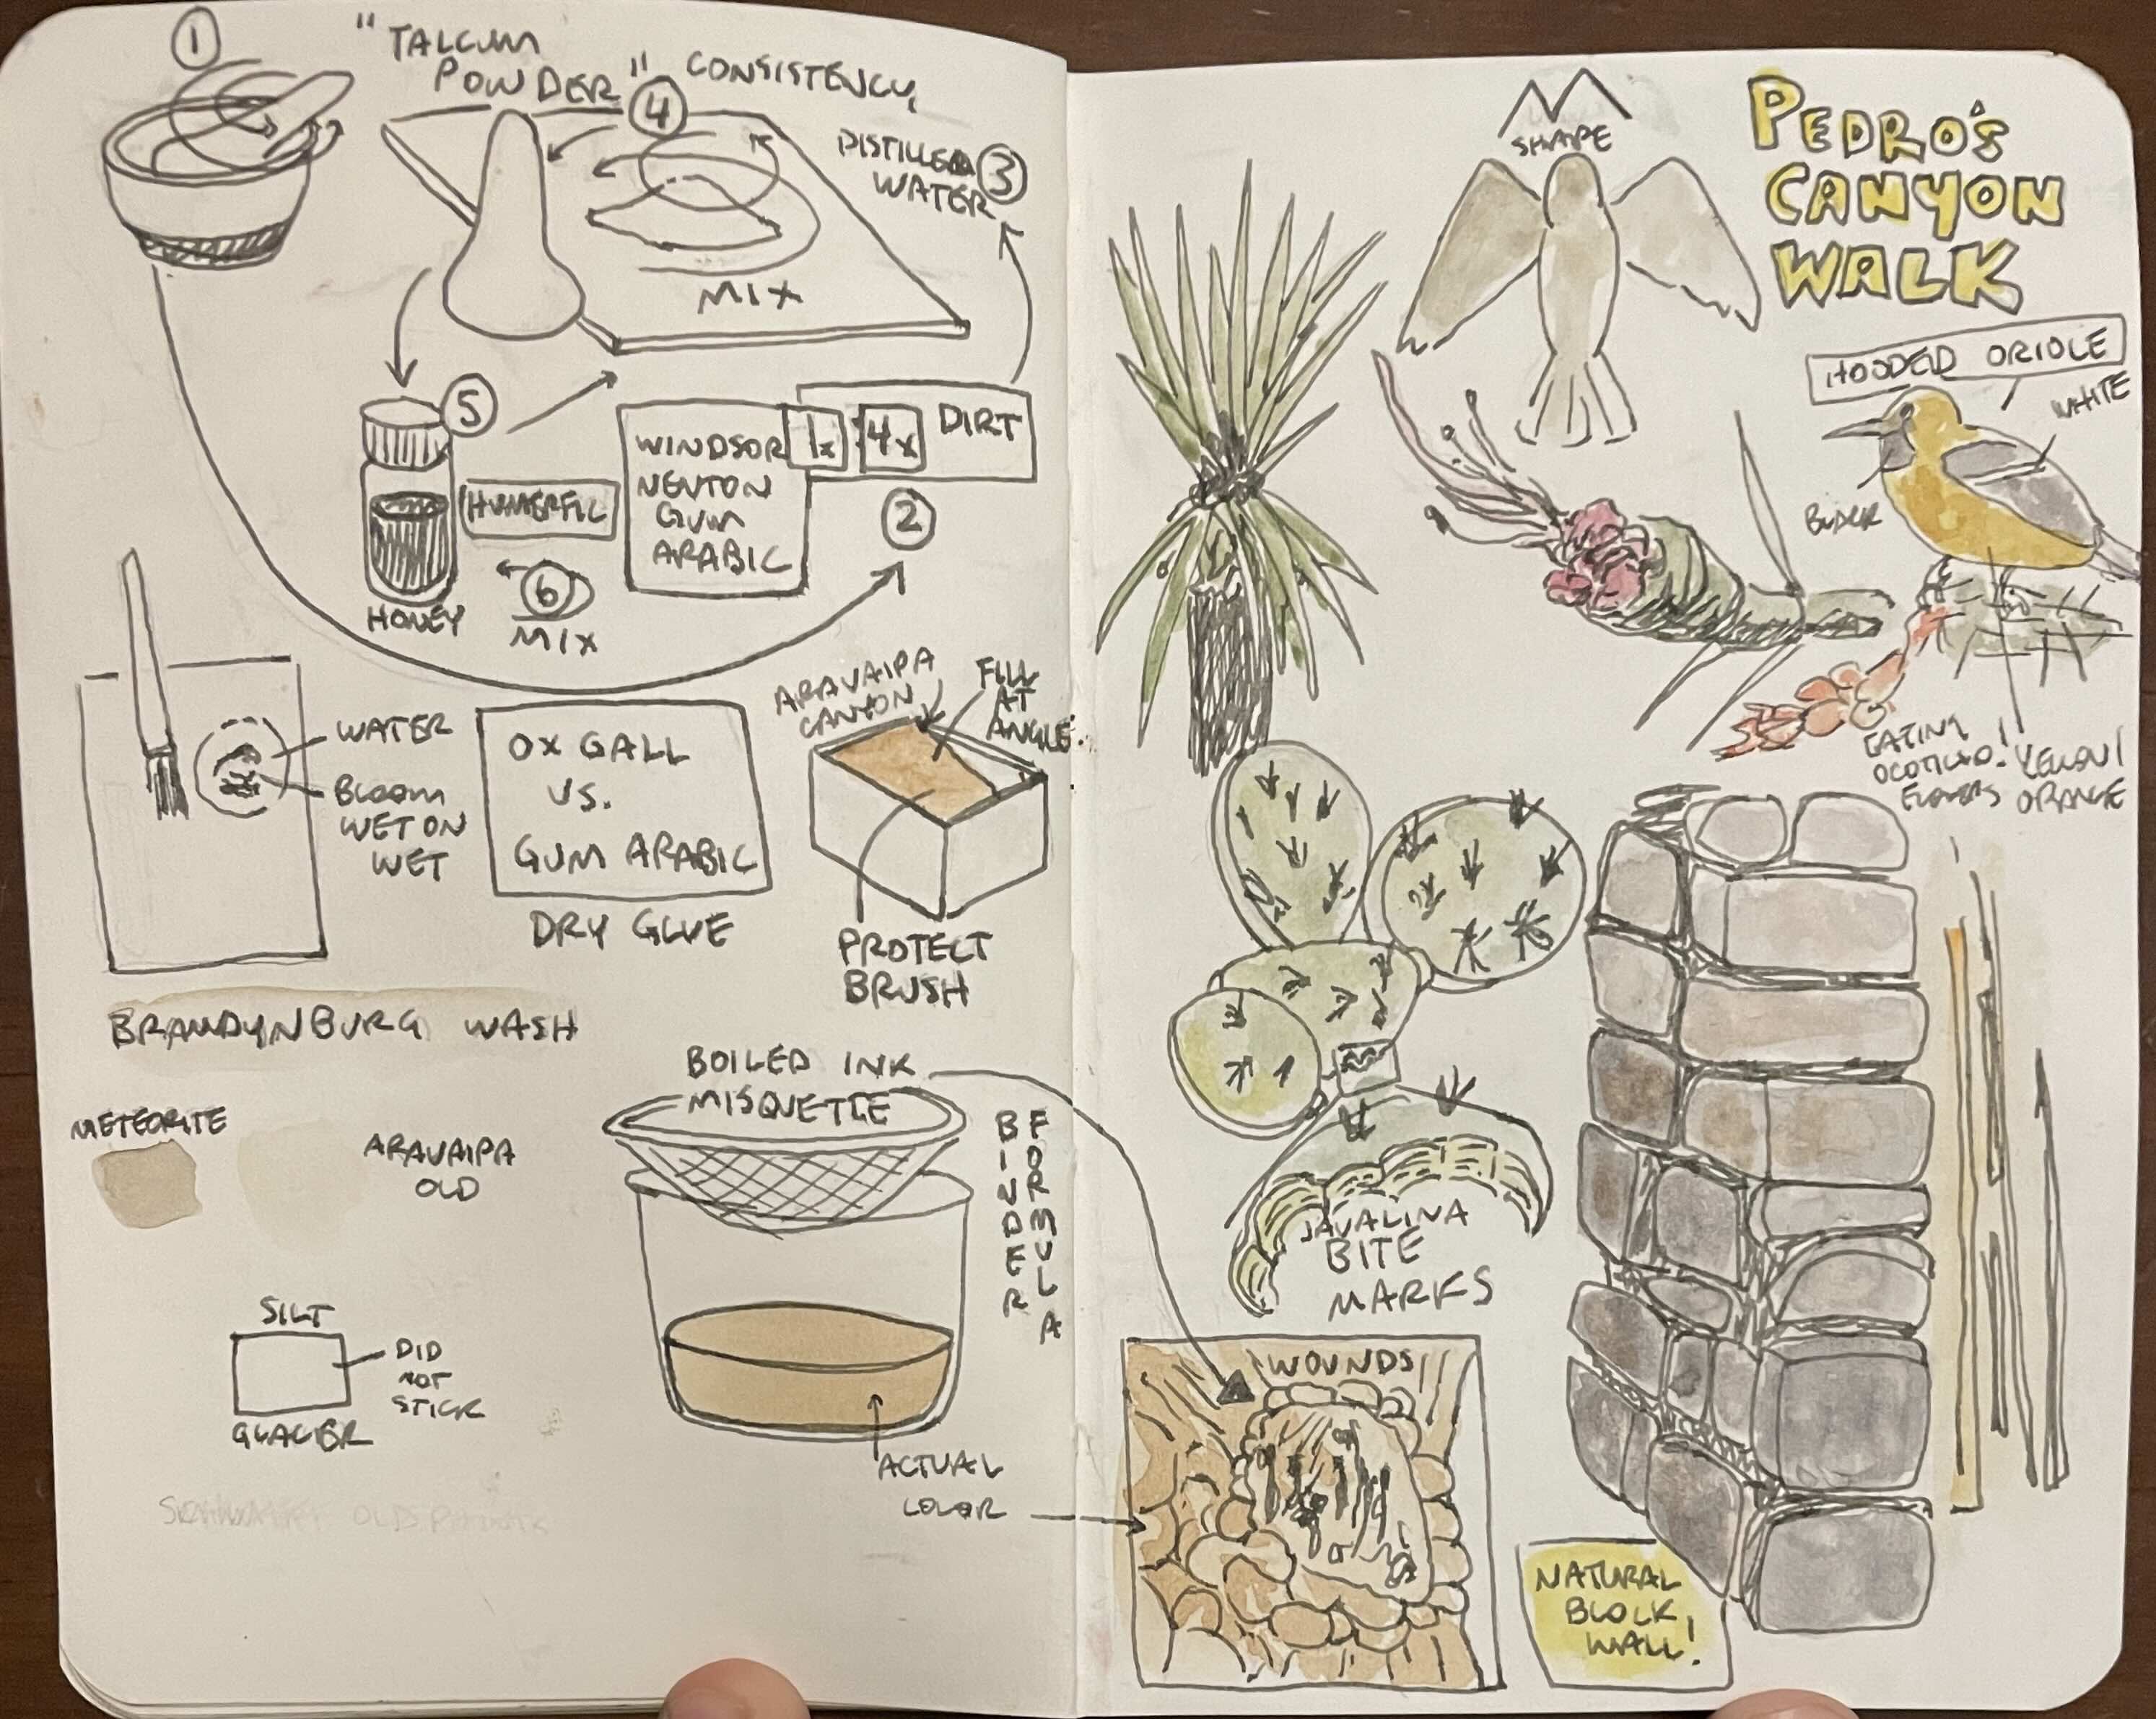 1
"TALCUM
POWDER"
CONSISTENCY,
4
DISTILLED
WATER
3
MIX
5
WINDSOR
NEWTON
GUM
ARABIC
1x
4x
DIRT
2
HONEY
6
MIX
WATER
BLOOM
WET ON
WET
OX GALL
VS.
GUM ARABIC
DRY GLUE
ARAVAIPA
CANYON
FILL
AT
ANGLE.
PROTECT
BRUSH
BRANDYNBURG WASH
METEORITE
ARAVAIPA
OLD
SILT
DID
NOT
STICK
GLACIER
BOILED INK
MISQUETTE
BINDER
FORMULA
ACTUAL
COLOR
SHAPE
PEDRO'S
CANYON
WALK
HOODED ORIOLE
WHITE
BLACK
EATING
OCOTILLO!
FLOWERS
YELLOW/
ORANGE
JAVALINA
BITE
MARKS
WOUNDS
NATURAL
BLOCK
WALL!